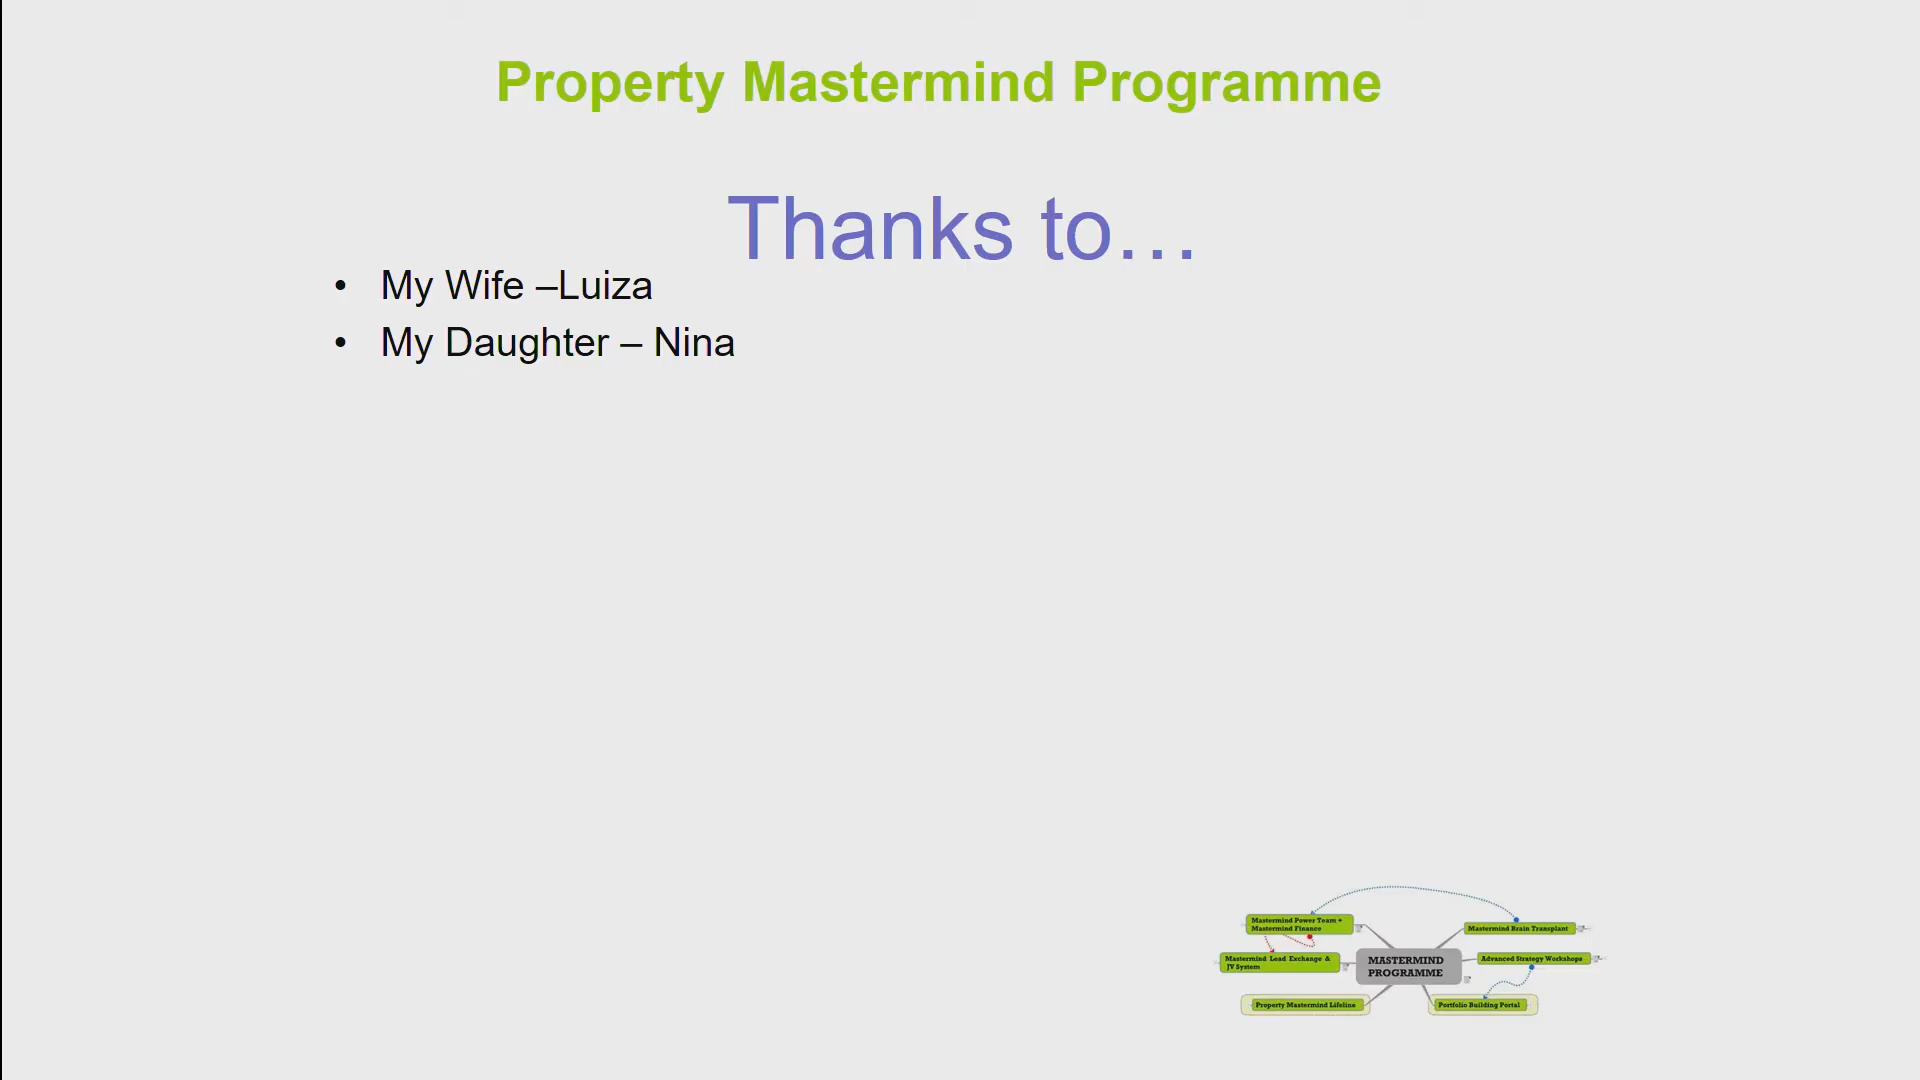 Property Mastermind Programme
Thanks to…
• My Wife –Luiza
• My Daughter – Nina
Mastermind Power Team +
Mastermind Finance
Mastermind Brain Transplant
Mastermind Lead Exchange &
JV System
MASTERMIND
PROGRAMME
Advanced Strategy Workshops
Property Mastermind Lifeline
Portfolio Building Portal